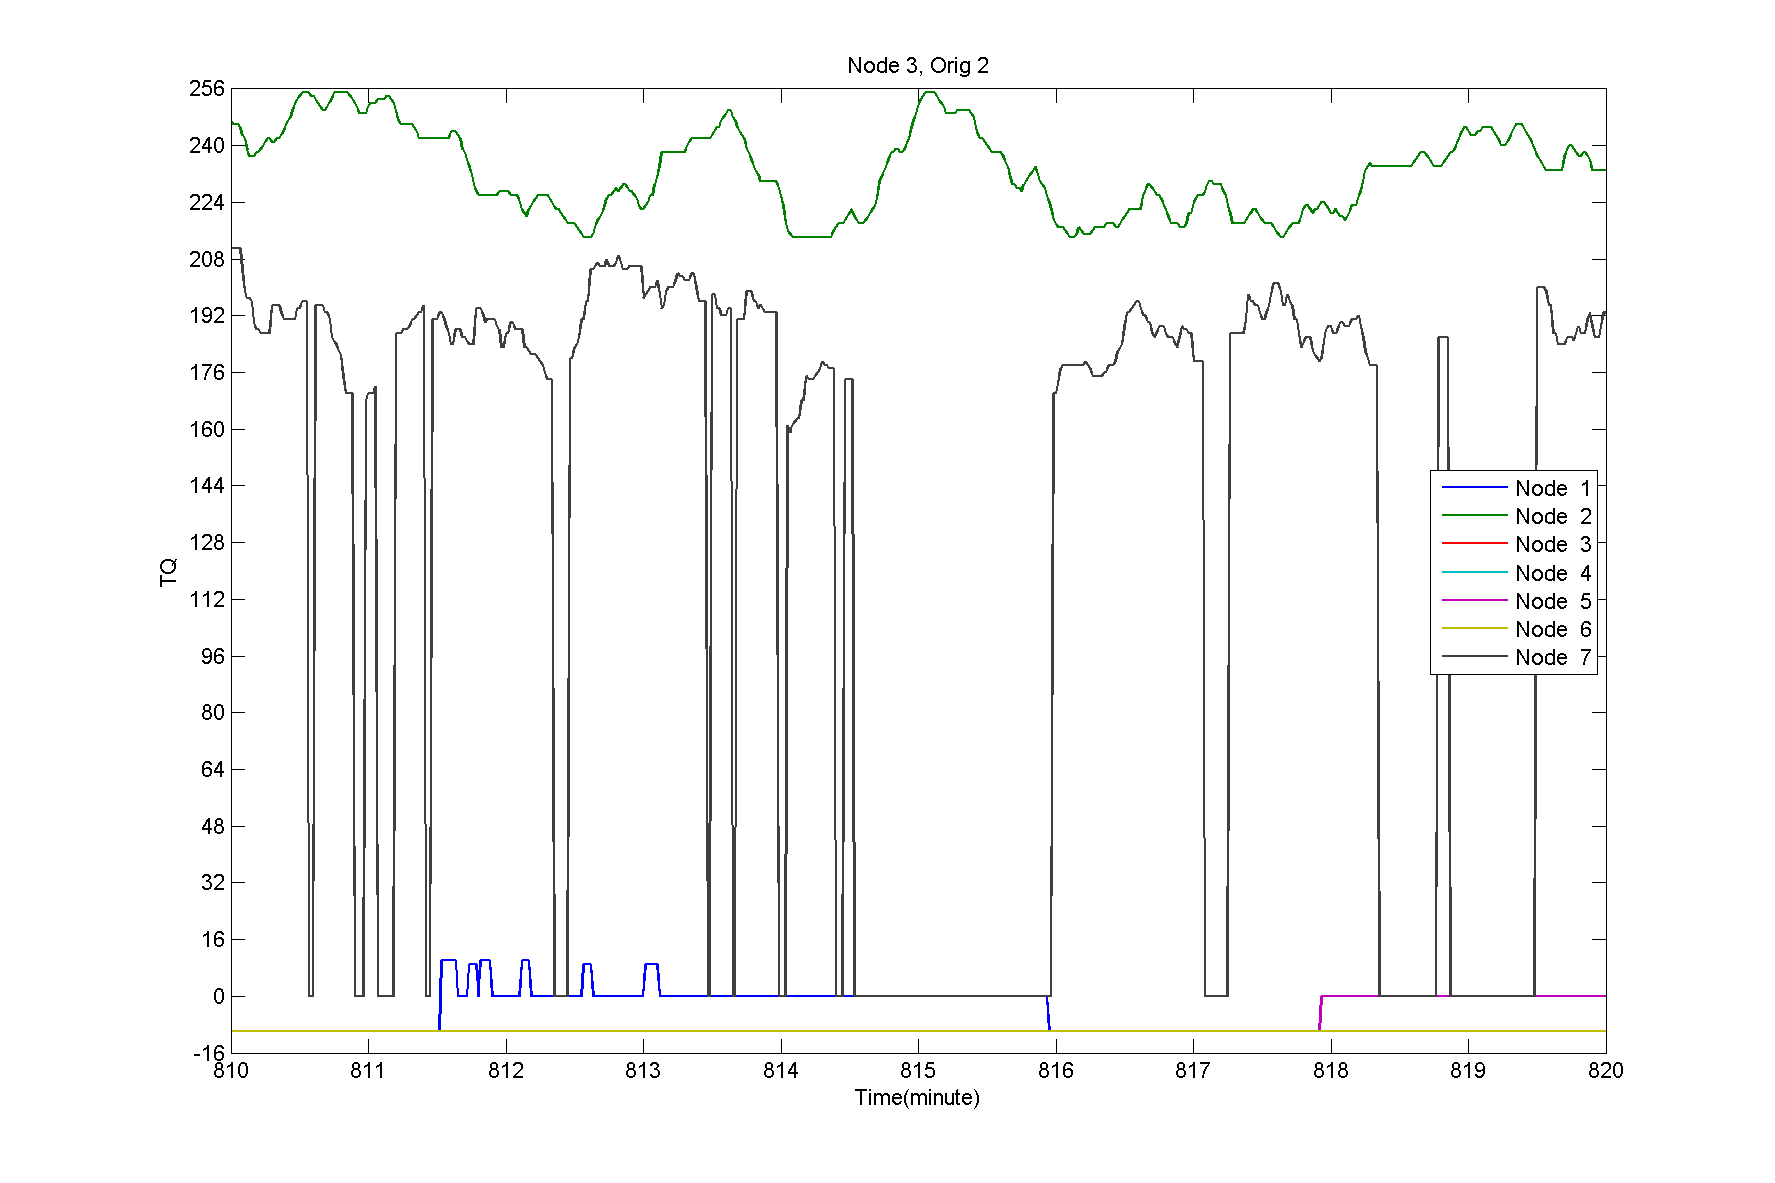 Node 3, Orig 2
256
240
224
208
192
176
160
144
128
112
96
80
64
48
32
16
0
-16
TQ
Node 1
Node 2
Node 3
Node 4
Node 5
Node 6
Node 7
810 811 812 813 814 815 816 817 818 819 820
Time(minute)